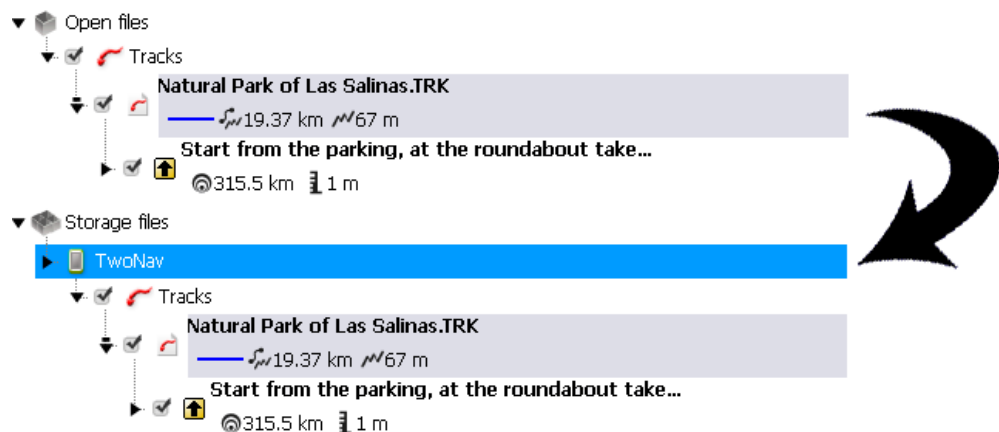 Open files
Tracks
Natural Park of Las Salinas.TRK
19.37 km 67 m
Start from the parking, at the roundabout take...
315.5 km 1 m
Storage files
TwoNav
Tracks
Natural Park of Las Salinas.TRK
19.37 km 67 m
Start from the parking, at the roundabout take...
315.5 km 1 m